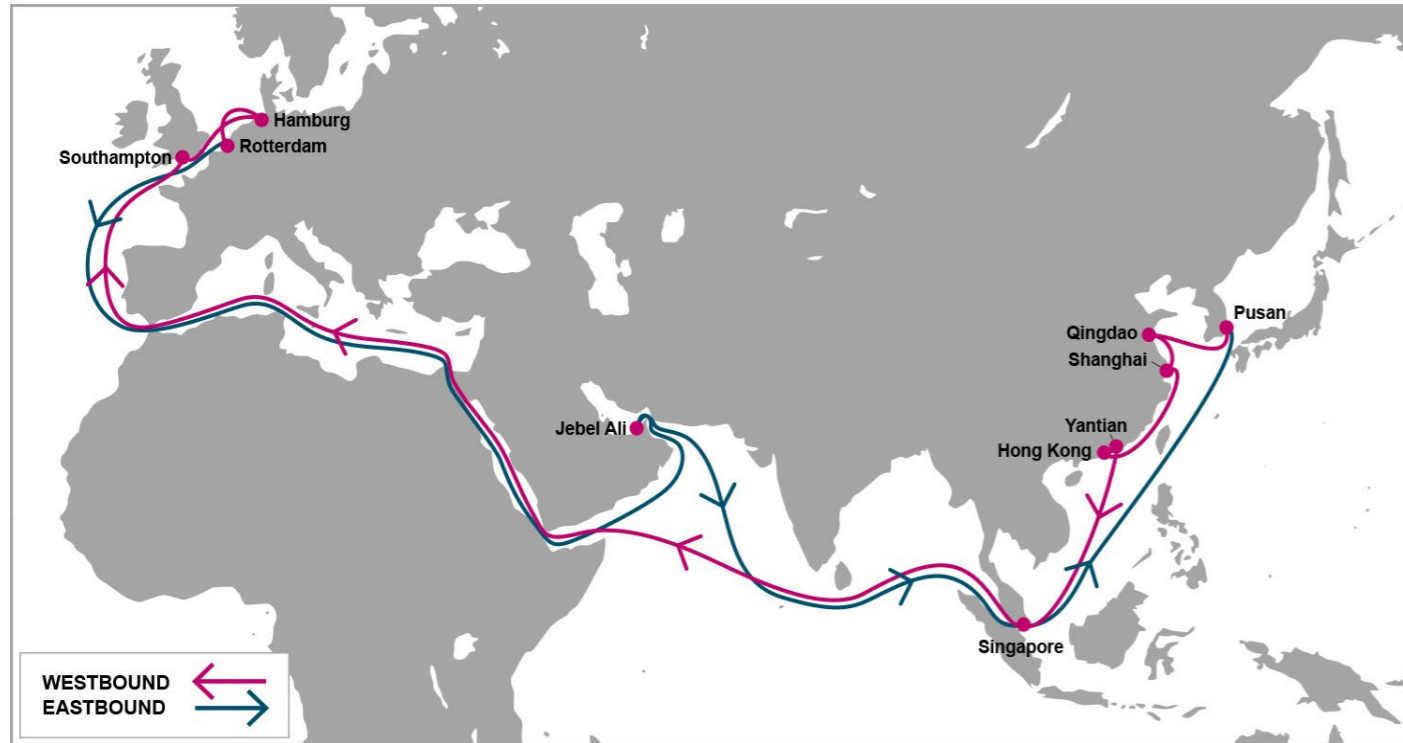 Hamburg
Rotterdam
Southampton
Pusan
Qingdao
Shanghai
Jebel Ali
Yantian
Hong Kong
Singapore
WESTBOUND
EASTBOUND